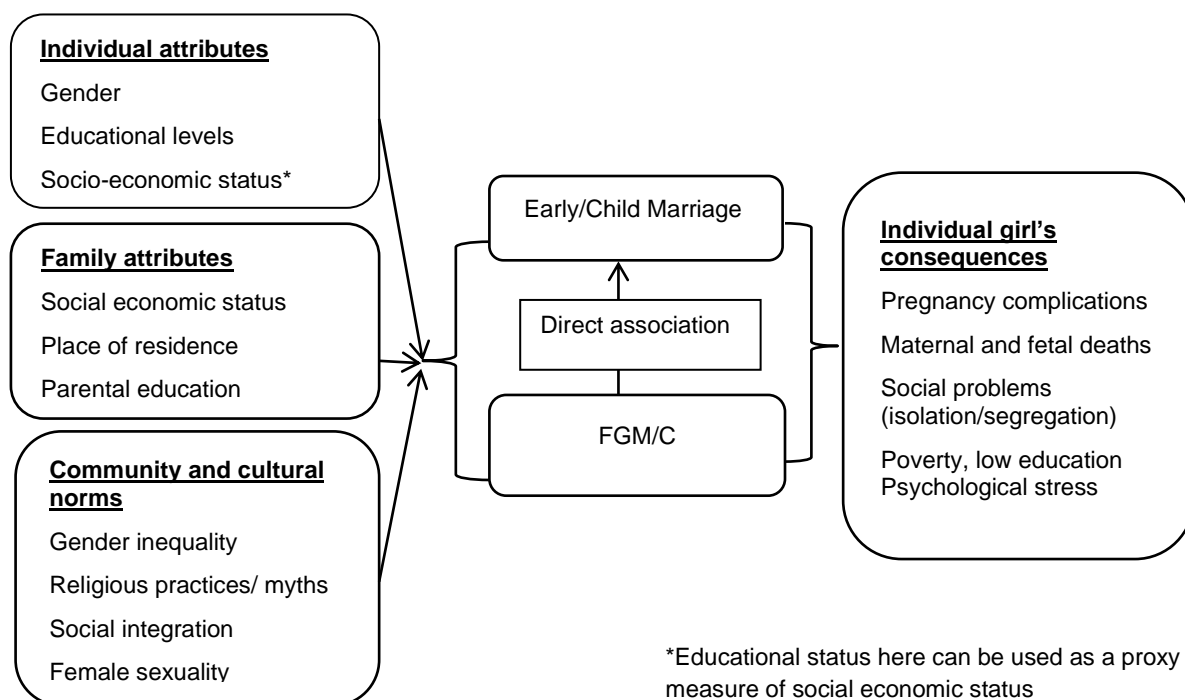 Individual attributes
Gender
Educational levels
Socio-economic status*
Family attributes
Social economic status
Place of residence
Parental education
Community and cultural
norms
Gender inequality
Religious practices/ myths
Social integration
Female sexuality
Early/Child Marriage
Direct association
FGM/C
Individual girl’s
consequences
Pregnancy complications
Maternal and fetal deaths
Social problems
(isolation/segregation)
Poverty, low education
Psychological stress
*Educational status here can be used as a proxy
measure of social economic status